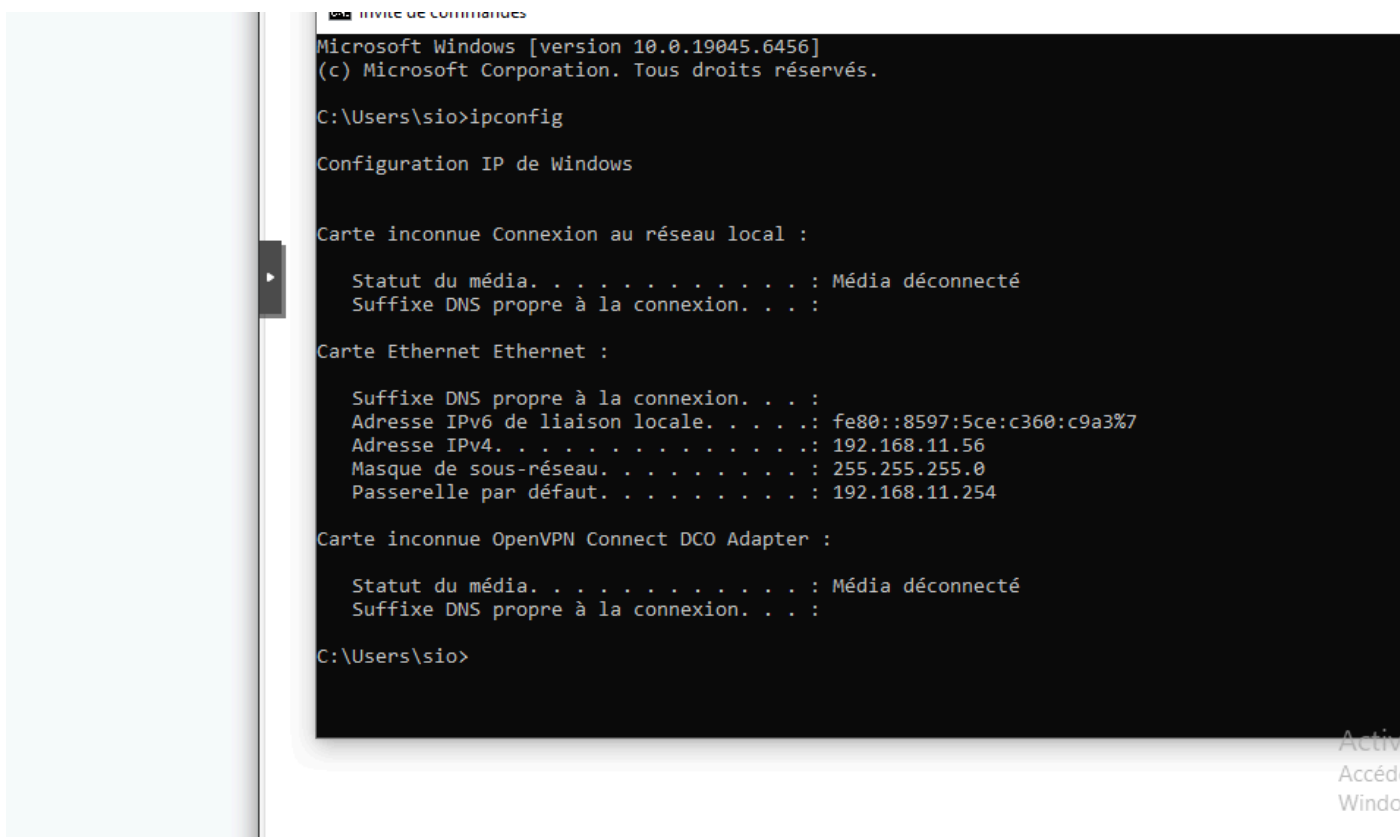 Invite de commandes
Microsoft Windows [version 10.0.19045.6456]
(c) Microsoft Corporation. Tous droits réservés.
C:\Users\sio>ipconfig
Configuration IP de Windows
Carte inconnue Connexion au réseau local :
Statut du média. . . . . . . . . . . . : Média déconnecté
Suffixe DNS propre à la connexion. . . :
Carte Ethernet Ethernet :
Suffixe DNS propre à la connexion. . . :
Adresse IPv6 de liaison locale. . . . .: fe80::8597:5ce:c360:c9a3%7
Adresse IPv4. . . . . . . . . . . . . .: 192.168.11.56
Masque de sous-réseau. . . . . . . . . : 255.255.255.0
Passerelle par défaut. . . . . . . . . : 192.168.11.254
Carte inconnue OpenVPN Connect DCO Adapter :
Statut du média. . . . . . . . . . . . : Média déconnecté
Suffixe DNS propre à la connexion. . . :
C:\Users\sio>